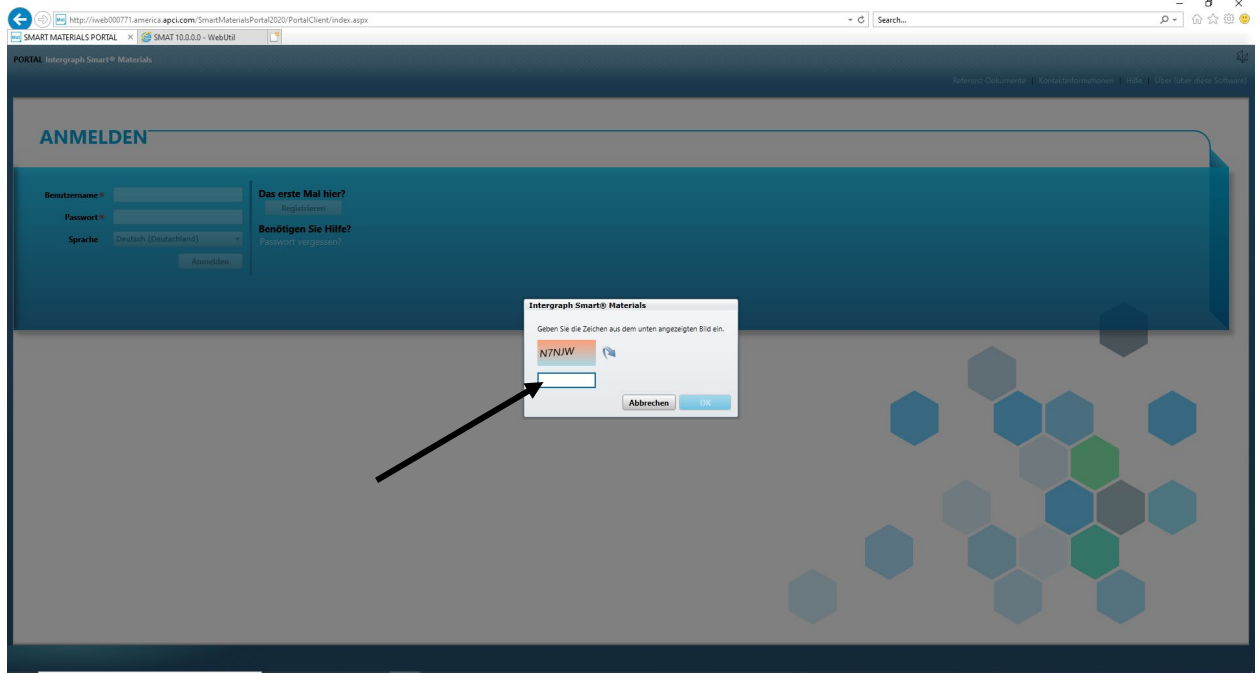 http://iweb000771.america.apci.com/SmartMaterialsPortal2020/PortalClient/index.aspx
Search...
SMART MATERIALS PORTAL
SMAT 10.0.0.0 - WebUtil
PORTAL Intergraph Smart® Materials
Referenz-Dokumente | Kontaktinformationen | Hilfe | Über (über diese Software)
ANMELDEN
Benutzername*
Passwort*
Sprache Deutsch (Deutschland)
Anmelden
Das erste Mal hier?
Registrieren
Benötigen Sie Hilfe?
Passwort vergessen?
Intergraph Smart® Materials
Geben Sie die Zeichen aus dem unten angezeigten Bild ein.
N7NJW
Abbrechen
OK